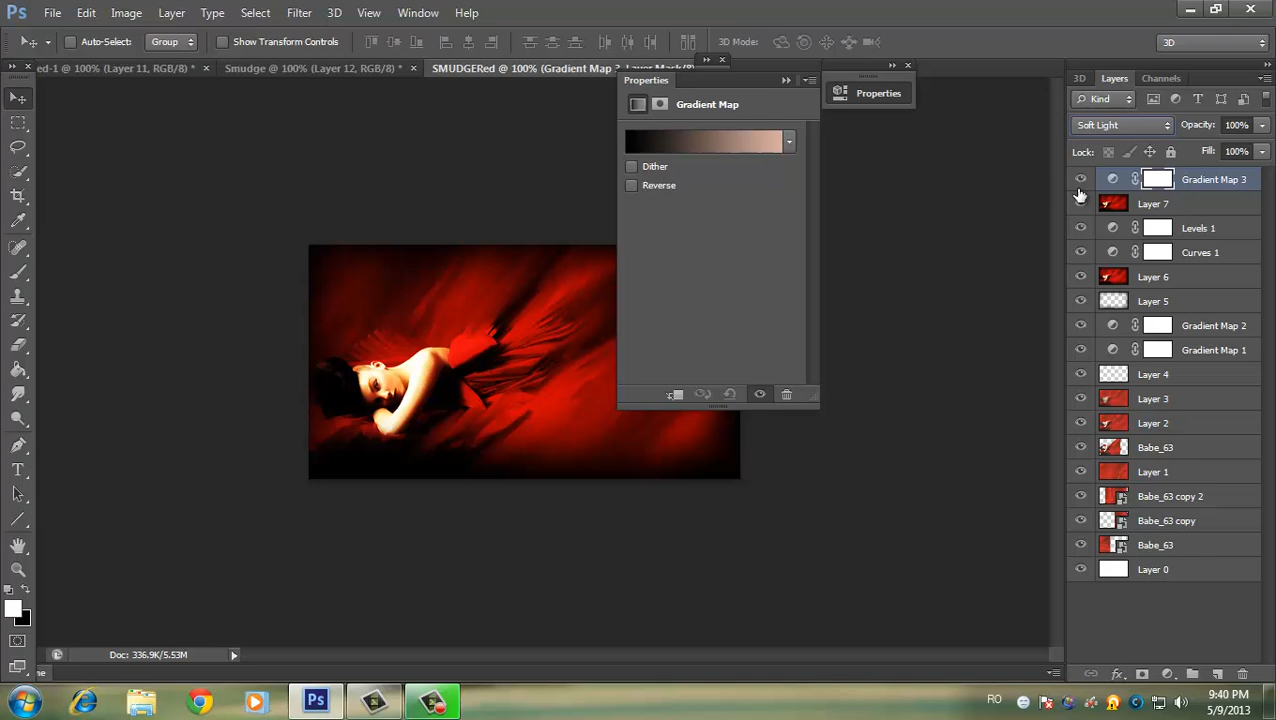 Ps File Edit Image Layer Type Select Filter 3D View Window Help
Auto-Select: Group Show Transform Controls 3D Mode: 3D
ed-1 @ 100% (Layer 11, RGB/8) * × Smudge @ 100% (Layer 12, RGB/8) * × SMUDGERed @ 100% (Gradient Map 3, Layer Mask/8)
Properties
Gradient Map
Dither
Reverse
Properties
3D Layers Channels
Kind
Soft Light Opacity: 100%
Lock: Fill: 100%
Gradient Map 3
Layer 7
Levels 1
Curves 1
Layer 6
Layer 5
Gradient Map 2
Gradient Map 1
Layer 4
Layer 3
Layer 2
Babe_63
Layer 1
Babe_63 copy 2
Babe_63 copy
Babe_63
Layer 0
Doc: 336.9K/5.53M
ne
Ps RO 9:40 PM
5/9/2013